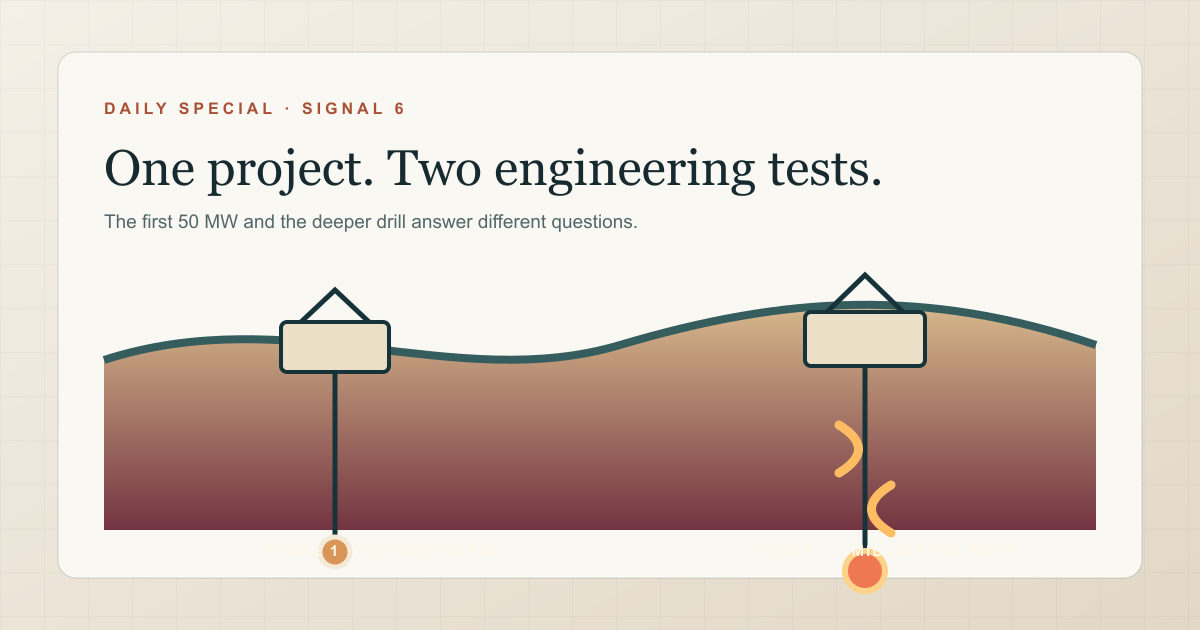 DAILY SPECIAL · SIGNAL 6
One project. Two engineering tests.
The first 50 MW and the deeper drill answer different questions.
1